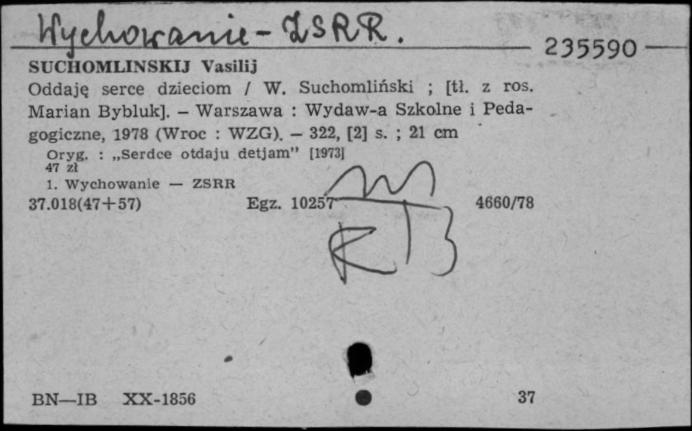 Wychowanie - ZSRR.
235590
SUCHOMLINSKIJ Vasilij
Oddaję serce dzieciom / W. Suchomliński ; [tł. z ros.
Marian Bybluk]. — Warszawa : Wydaw-a Szkolne i Peda-
gogiczne, 1978 (Wroc : WZG). — 322, [2] s. ; 21 cm
Oryg. : „Serdce otdaju detjam” [1973]
47 zł
1. Wychowanie — ZSRR
37.018(47+57) Egz. 10257 4660/78
BN—IB XX-1856 37